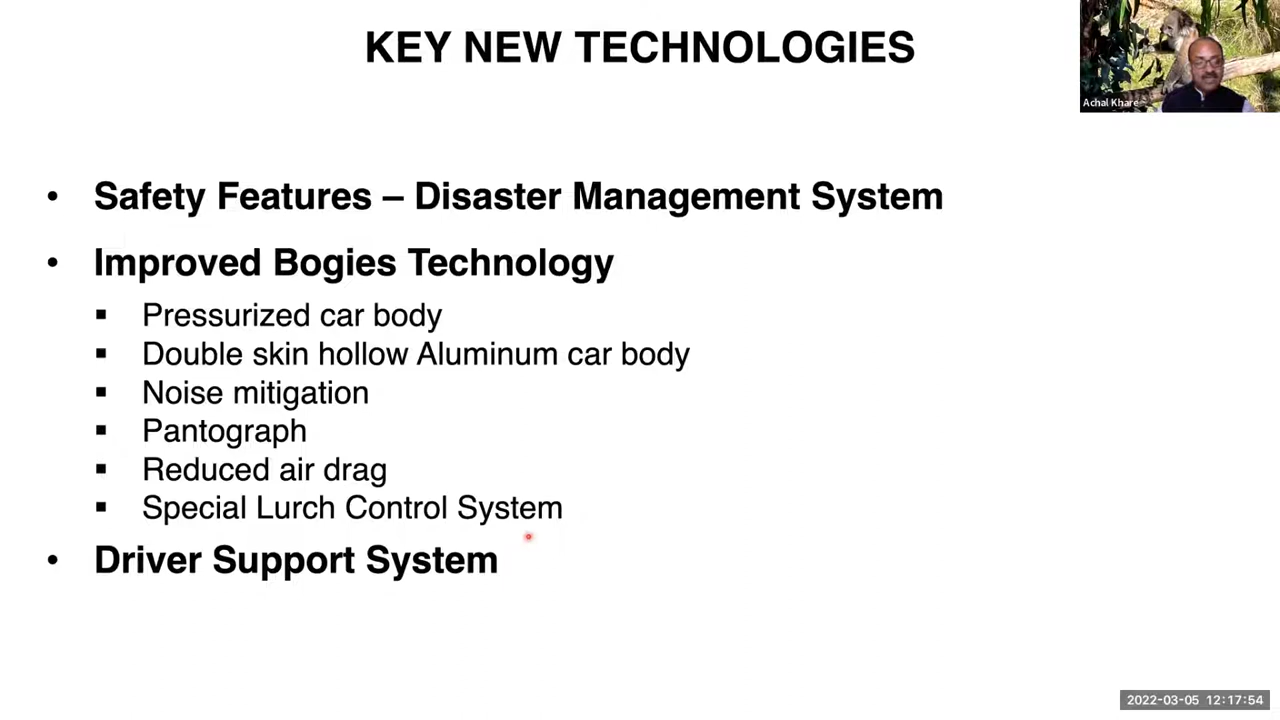 KEY NEW TECHNOLOGIES
Achal Khare
• Safety Features – Disaster Management System
• Improved Bogies Technology
▪ Pressurized car body
▪ Double skin hollow Aluminum car body
▪ Noise mitigation
▪ Pantograph
▪ Reduced air drag
▪ Special Lurch Control System
• Driver Support System
2022-03-05 12:17:54